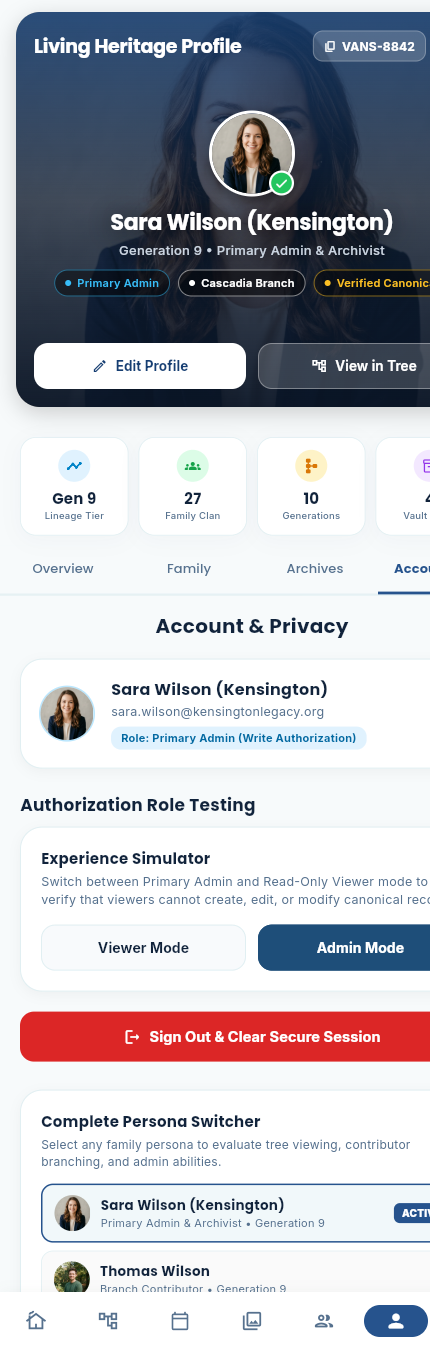 Living Heritage Profile
VANS-8842
Sara Wilson (Kensington)
Generation 9 • Primary Admin & Archivist
Primary Admin
Cascadia Branch
Verified
Edit Profile
View in Tree
Gen 9
Lineage Tier
27
Family Clan
10
Generations
Vault
Overview
Family
Archives
Account & Privacy
Sara Wilson (Kensington)
sara.wilson@kensingtonlegacy.org
Role: Primary Admin (Write Authorization)
Authorization Role Testing
Experience Simulator
Switch between Primary Admin and Read-Only Viewer mode to
verify that viewers cannot create, edit, or modify canonical
Viewer Mode
Admin Mode
Sign Out & Clear Secure Session
Complete Persona Switcher
Select any family persona to evaluate tree viewing, contributor
branching, and admin abilities.
Sara Wilson (Kensington)
Primary Admin & Archivist • Generation 9
Thomas Wilson
Branch Contributor • Generation 9